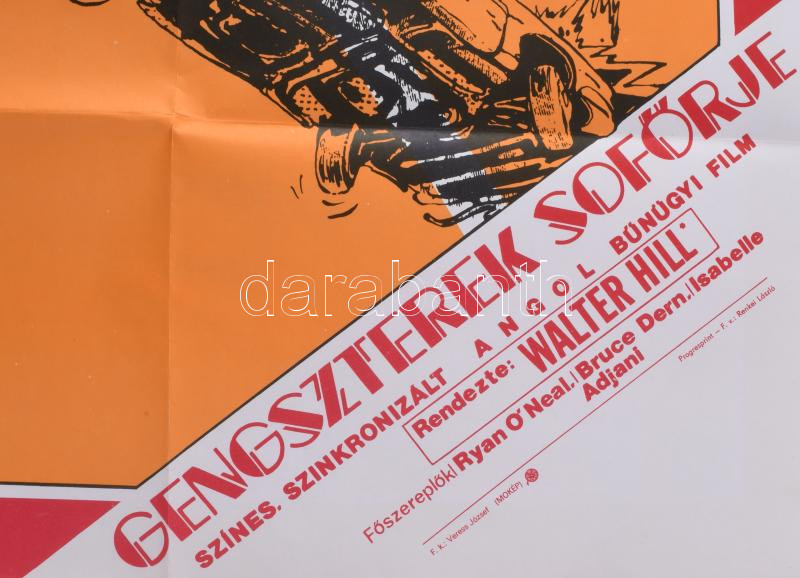 GENGSZTEREK SOFŐRJE
SZINES, SZINKRONIZÁLT ANGOL BŰNÜGYI FILM
Rendezte: WALTER HILL
Főszereplők/Ryan O'Neal,/Bruce Dern,/Isabelle
Adjani
F. k.: Veress József (MOKÉP)
Progresprint – F. v.: Renkei László
darabanth